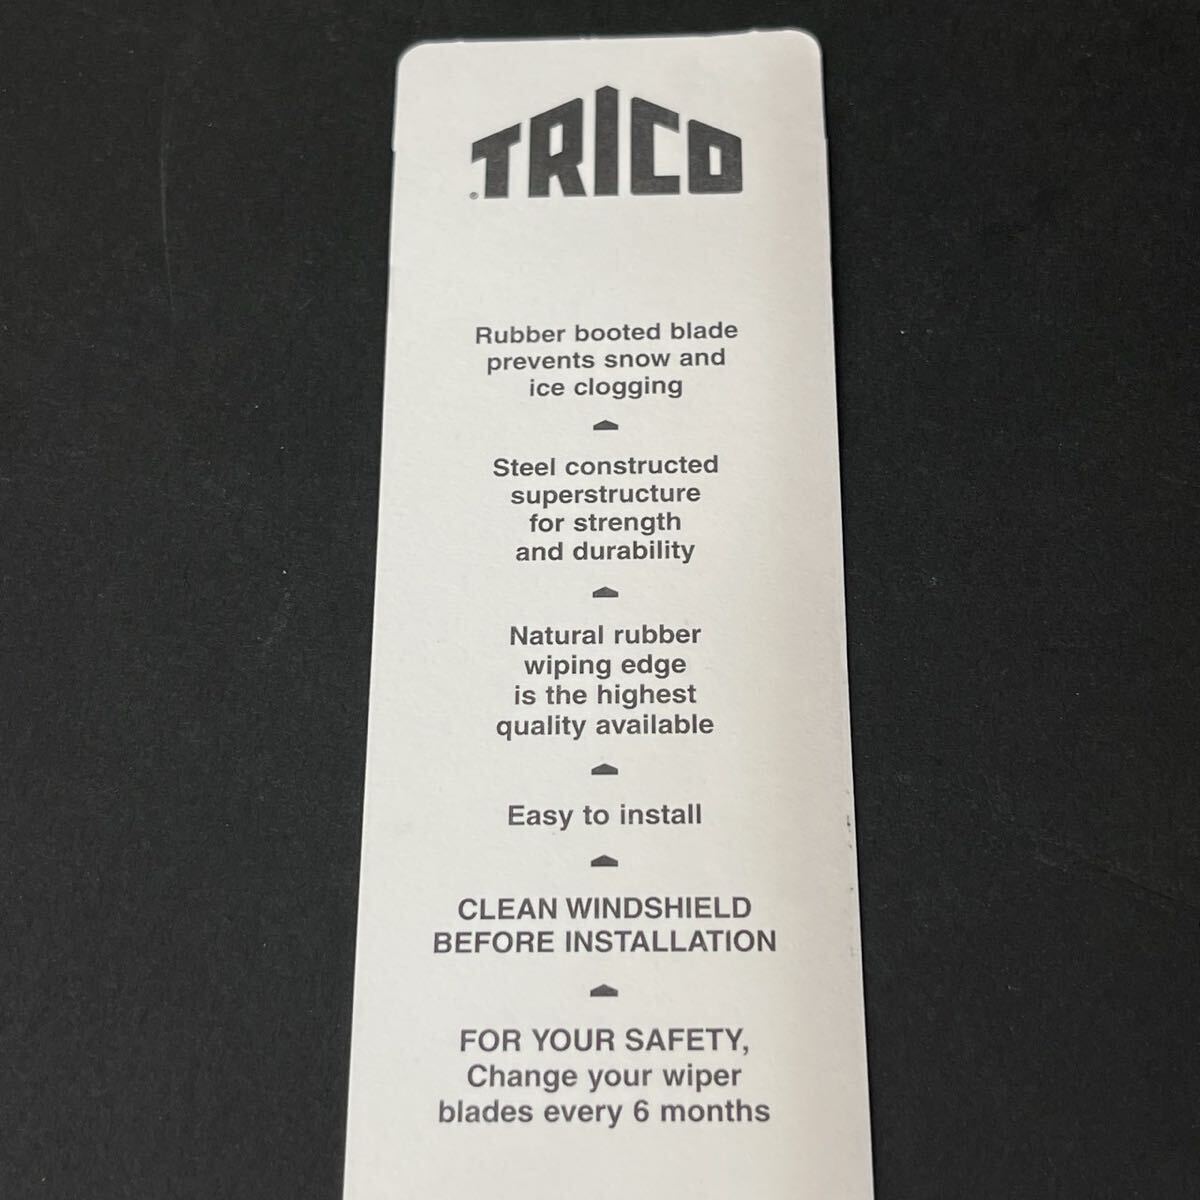 TRICO
®
Rubber booted blade
prevents snow and
ice clogging
Steel constructed
superstructure
for strength
and durability
Natural rubber
wiping edge
is the highest
quality available
Easy to install
CLEAN WINDSHIELD
BEFORE INSTALLATION
FOR YOUR SAFETY,
Change your wiper
blades every 6 months